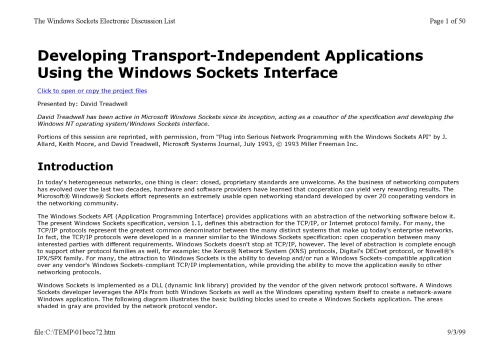 The Windows Sockets Electronic Discussion List Page 1 of 50
Developing Transport-Independent Applications
Using the Windows Sockets Interface
Click to open or copy the project files
Presented by: David Treadwell
David Treadwell has been active in Microsoft Windows Sockets since its inception, acting as a coauthor of the specification and developing the
Windows NT operating system/Windows Sockets interface.
Portions of this session are reprinted, with permission, from "Plug into Serious Network Programming with the Windows Sockets API" by J.
Allard, Keith Moore, and David Treadwell, Microsoft Systems Journal, July 1993, © 1993 Miller Freeman Inc.
Introduction
In today's heterogeneous networks, one thing is clear: closed, proprietary standards are unwelcome. As the business of networking computers
has evolved over the last two decades, hardware and software providers have learned that cooperation can yield very rewarding results. The
Microsoft® Windows® Sockets effort represents an extremely usable open networking standard developed by over 20 cooperating vendors in
the networking community.
The Windows Sockets API (Application Programming Interface) provides applications with an abstraction of the networking software below it.
The present Windows Sockets specification, version 1.1, defines this abstraction for the TCP/IP, or Internet protocol family. For many, the
TCP/IP protocols represent the greatest common denominator between the many distinct systems that make up today's enterprise networks.
In fact, the TCP/IP protocols were developed in a manner similar to the Windows Sockets specification: open cooperation between many
interested parties with different requirements. Windows Sockets doesn't stop at TCP/IP, however. The level of abstraction is complete enough
to support other protocol families as well, for example: the Xerox® Network System (XNS) protocols, Digital's DECnet protocol, or Novell®'s
IPX/SPX family. For many, the attraction to Windows Sockets is the ability to develop and/or run a Windows Sockets-compatible application
over any vendor's Windows Sockets-compliant TCP/IP implementation, while providing the ability to move the application easily to other
networking protocols.
Windows Sockets is implemented as a DLL (dynamic link library) provided by the vendor of the given network protocol software. A Windows
Sockets developer leverages the APIs from both Windows Sockets as well as the Windows operating system itself to create a network-aware
Windows application. The following diagram illustrates the basic building blocks used to create a Windows Sockets application. The areas
shaded in gray are provided by the network protocol vendor.
file:C:\TEMP\01becc72.htm 9/3/99